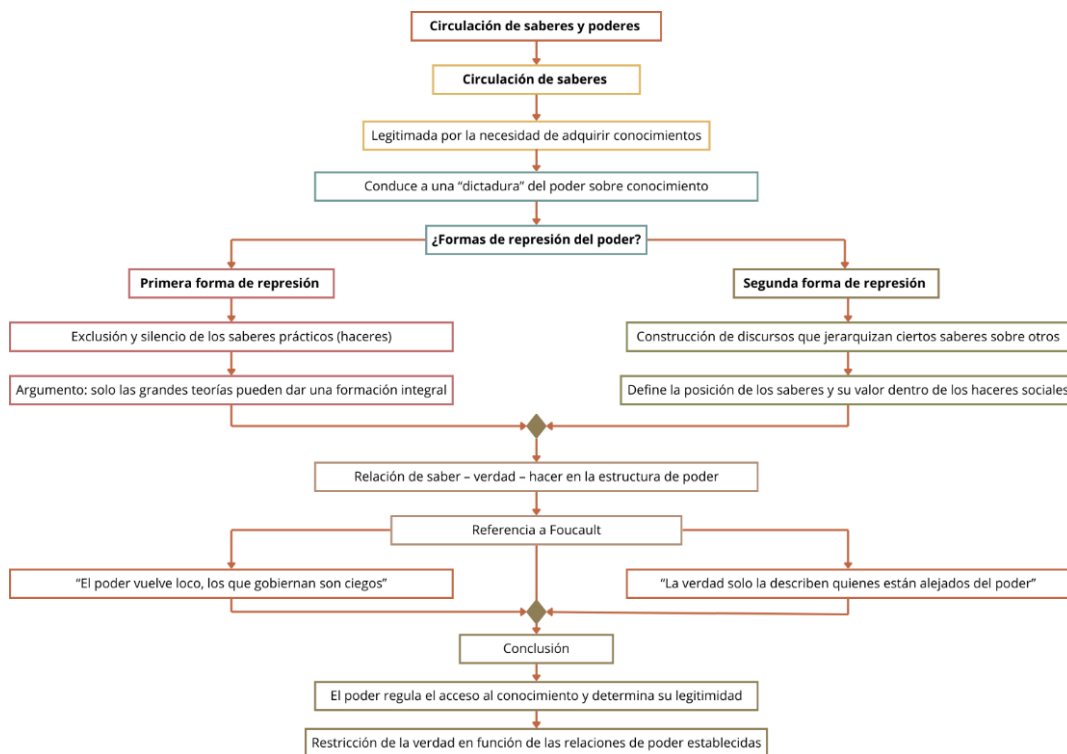 Circulación de saberes y poderes
Circulación de saberes
Legitimada por la necesidad de adquirir conocimientos
Conduce a una “dictadura” del poder sobre conocimiento
¿Formas de represión del poder?
Primera forma de represión
Segunda forma de represión
Exclusión y silencio de los saberes prácticos (haceres)
Construcción de discursos que jerarquizan ciertos saberes sobre otros
Argumento: solo las grandes teorías pueden dar una formación integral
Define la posición de los saberes y su valor dentro de los haceres sociales
Relación de saber – verdad – hacer en la estructura de poder
Referencia a Foucault
“El poder vuelve loco, los que gobiernan son ciegos”
“La verdad solo la describen quienes están alejados del poder”
Conclusión
El poder regula el acceso al conocimiento y determina su legitimidad
Restricción de la verdad en función de las relaciones de poder establecidas